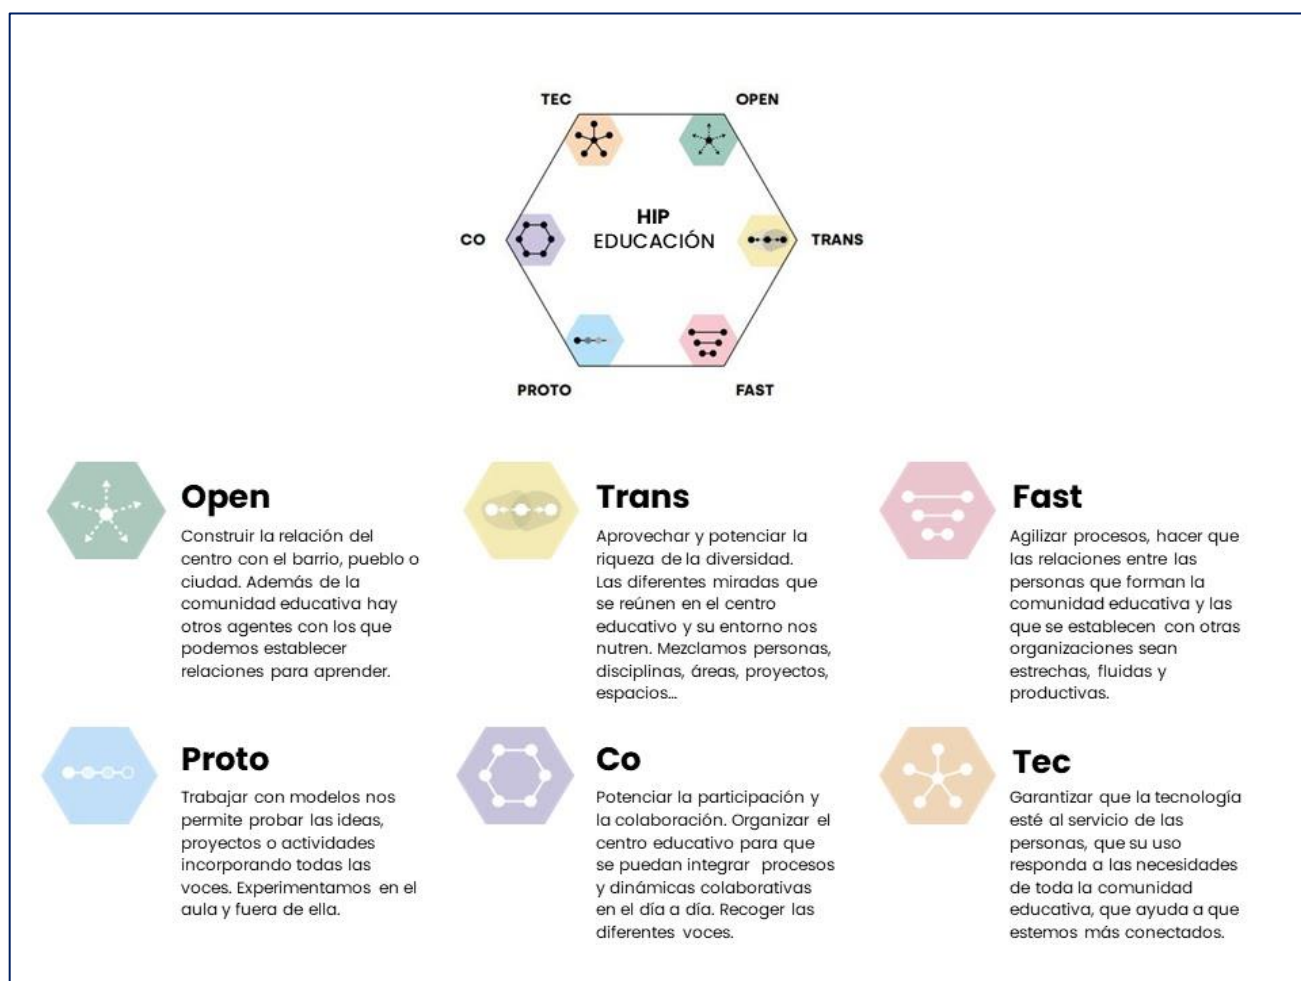 TEC
OPEN
HIP
EDUCACIÓN
CO
TRANS
PROTO
FAST
Open
Construir la relación del
centro con el barrio, pueblo o
ciudad. Además de la
comunidad educativa hay
otros agentes con los que
podemos establecer
relaciones para aprender.
Trans
Aprovechar y potenciar la
riqueza de la diversidad.
Las diferentes miradas que
se reúnen en el centro
educativo y su entorno nos
nutren. Mezclamos personas,
disciplinas, áreas, proyectos,
espacios...
Fast
Agilizar procesos, hacer que
las relaciones entre las
personas que forman la
comunidad educativa y las
que se establecen con otras
organizaciones sean
estrechas, fluidas y
productivas.
Proto
Trabajar con modelos nos
permite probar las ideas,
proyectos o actividades
incorporando todas las
voces. Experimentamos en el
aula y fuera de ella.
Co
Potenciar la participación y
la colaboración. Organizar el
centro educativo para que
se puedan integrar procesos
y dinámicas colaborativas
en el día a día. Recoger las
diferentes voces.
Tec
Garantizar que la tecnología
esté al servicio de las
personas, que su uso
responda a las necesidades
de toda la comunidad
educativa, que ayuda a que
estemos más conectados.